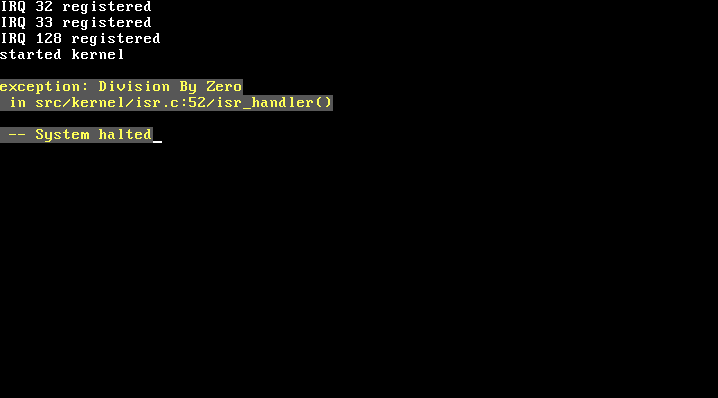 IRQ 32 registered
IRQ 33 registered
IRQ 128 registered
started kernel
exception: Division By Zero
in src/kernel/isr.c:52/isr_handler()
-- System halted_